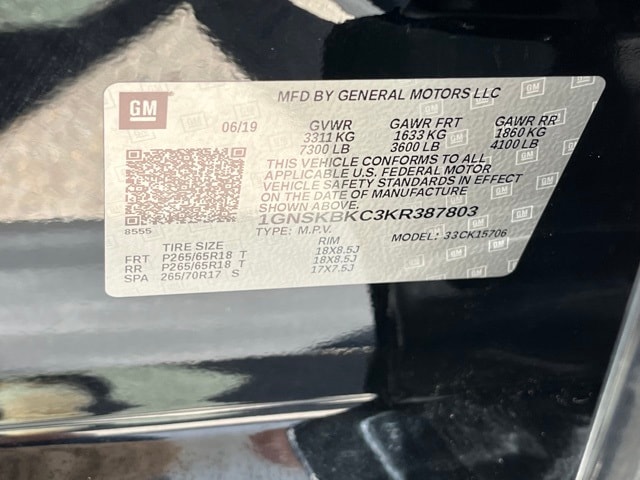 GM
MFD BY GENERAL MOTORS LLC
06/19 GVWR GAWR FRT GAWR RR
3311 KG 1633 KG 1860 KG
7300 LB 3600 LB 4100 LB
THIS VEHICLE CONFORMS TO ALL
APPLICABLE U.S. FEDERAL MOTOR
VEHICLE SAFETY STANDARDS IN EFFECT
ON THE DATE OF MANUFACTURE
SHOWN ABOVE.
1GNSKBKC3KR387803
8555 TYPE: M.P.V. MODEL: 33CK15706
TIRE SIZE RIM
FRT P265/65R18 T 18X8.5J
RR P265/65R18 T 18X8.5J
SPA 265/70R17 S 17X7.5J